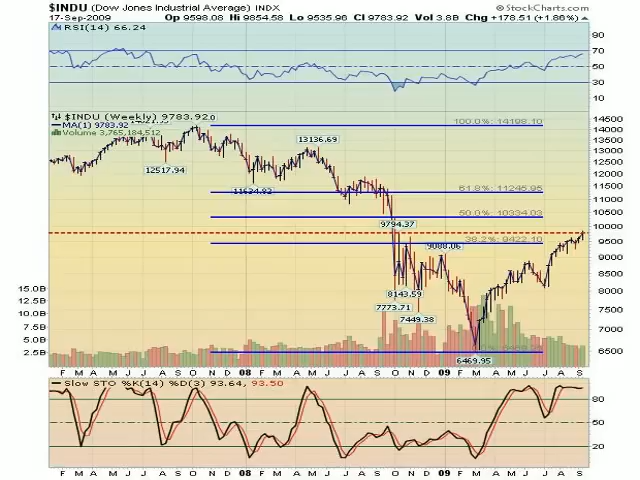 $INDU (Dow Jones Industrial Average) INDX
© StockCharts.com
17-Sep-2009
Op 9598.08 Hi 9854.58 Lo 9535.96 Cl 9783.92 Vol 3.8B Chg +178.51 (+1.86%)
RSI(14) 66.24
90
70
50
30
10
$INDU (Weekly) 9783.92
MA(1) 9783.92
Volume 3,765,184,512
100.0%: 14198.10
13136.69
12517.94
11634.82
61.8%: 11245.95
50.0%: 10334.03
9794.37
38.2%: 9422.10
9088.06
8143.59
7773.71
7449.38
6469.95
14500
14000
13500
13000
12500
12000
11500
11000
10500
10000
9500
9000
8500
8000
7500
7000
6500
15.0B
12.5B
10.0B
7.5B
5.0B
2.5B
F M A M J J A S O N D 08 F M A M J J A S O N D 09 F M A M J J A S
Slow STO %K(14) %D(3) 93.64, 93.50
80
50
20
F M A M J J A S O N D 08 F M A M J J A S O N D 09 F M A M J J A S